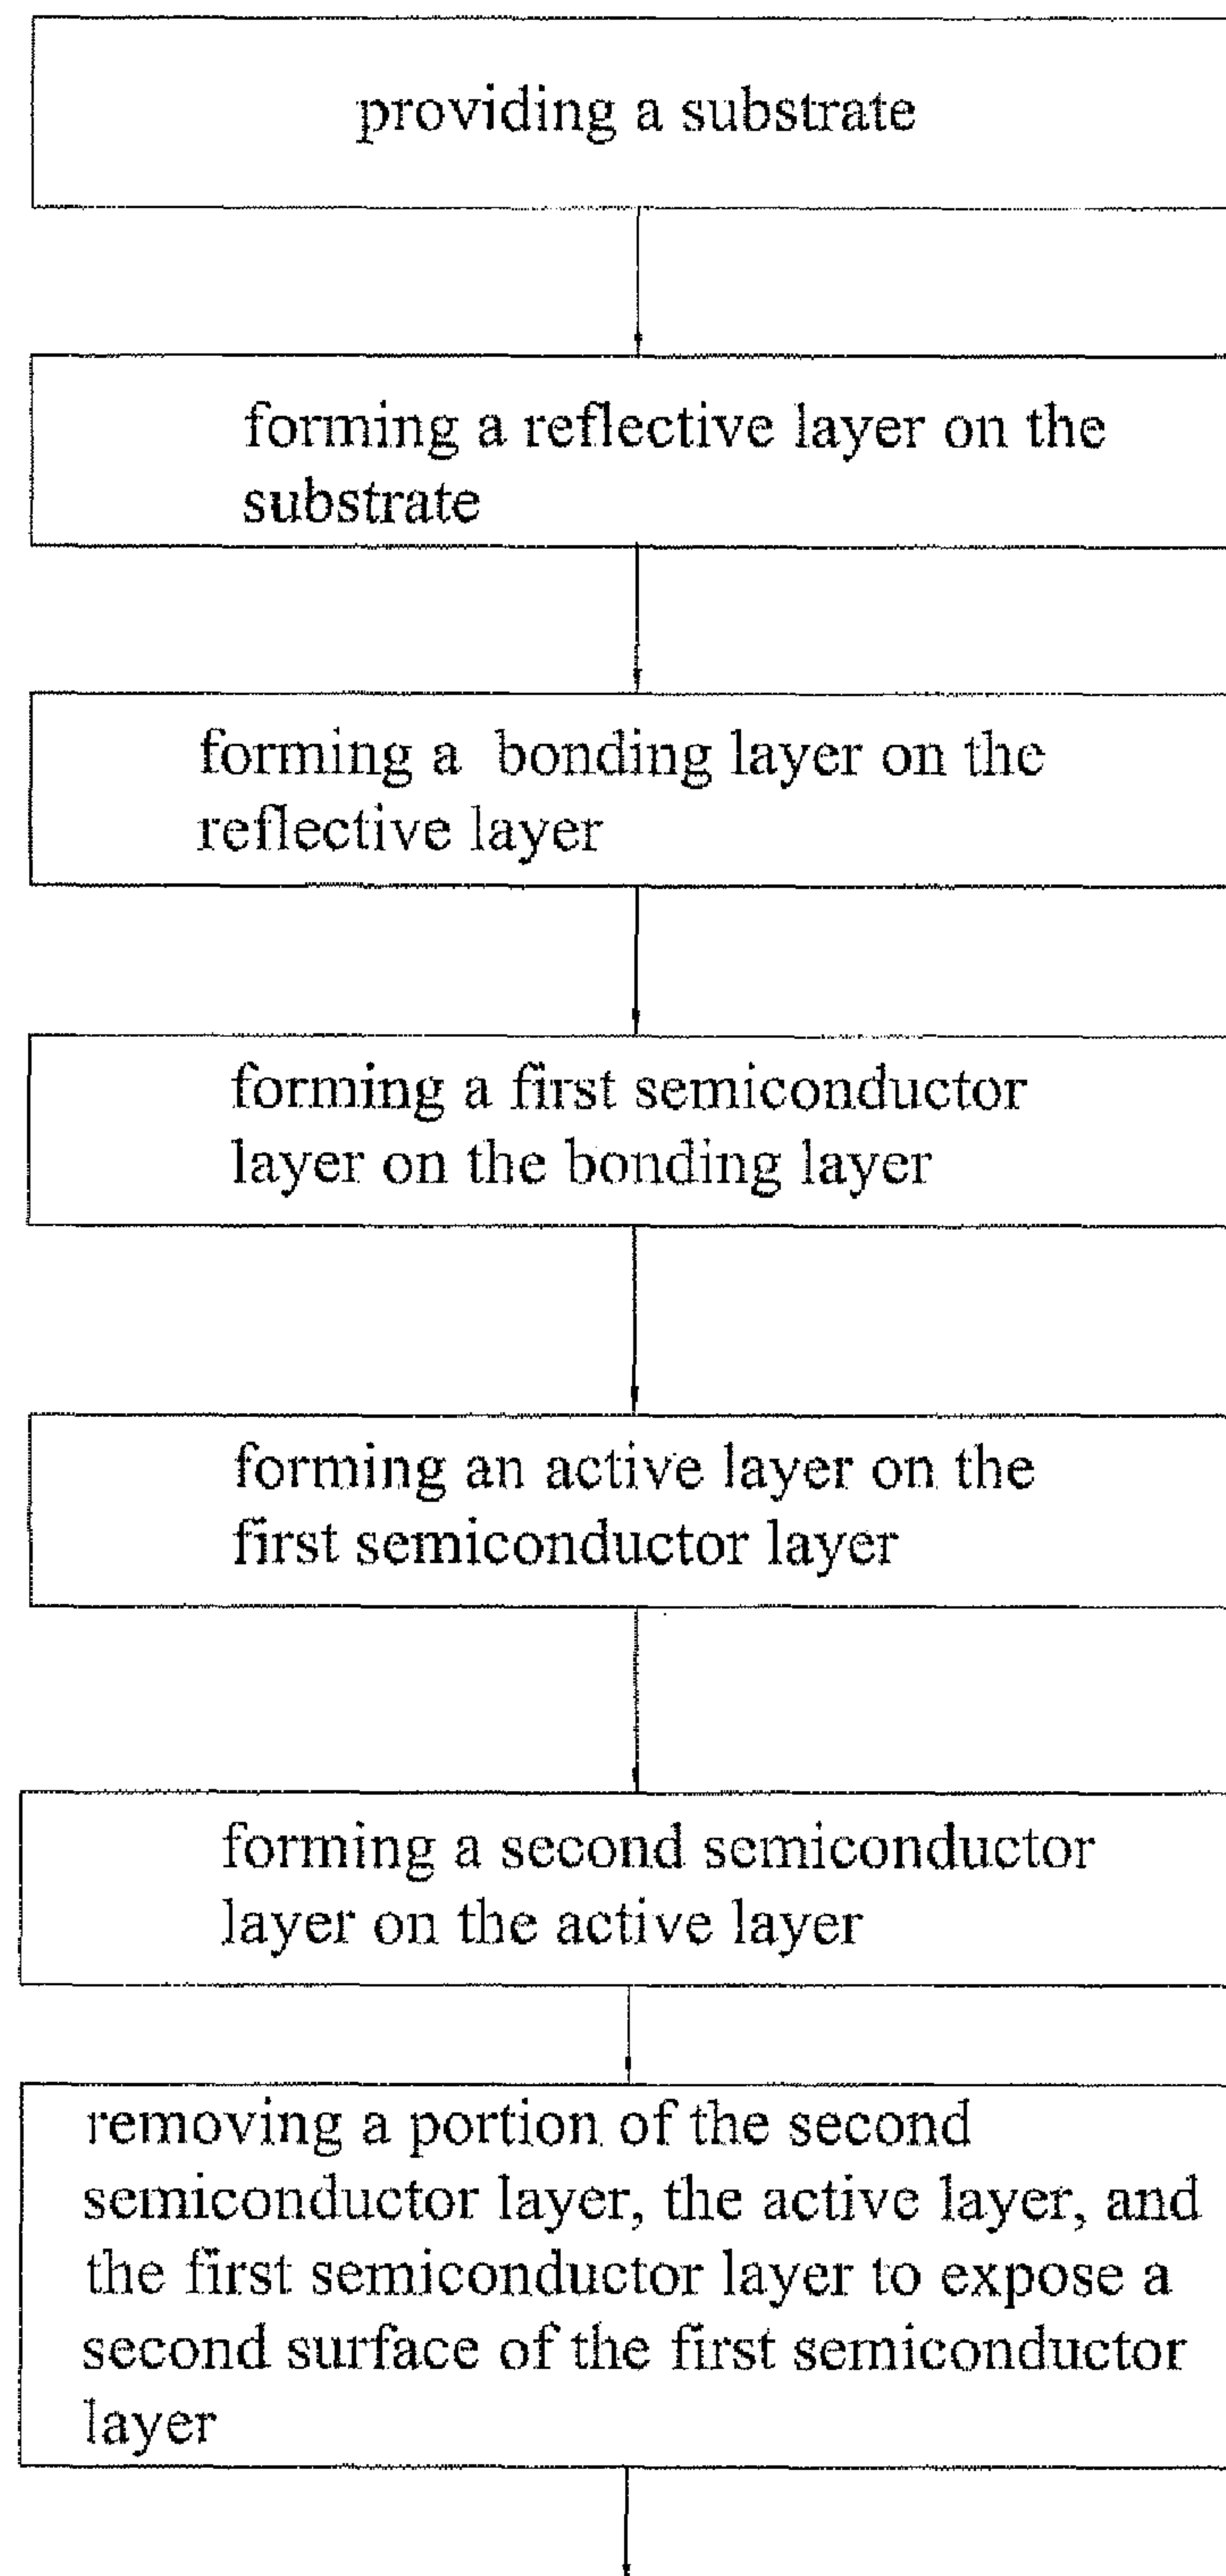 providing a substrate
forming a reflective layer on the
substrate
forming a bonding layer on the
reflective layer
forming a first semiconductor
layer on the bonding layer
forming an active layer on the
first semiconductor layer
forming a second semiconductor
layer on the active layer
removing a portion of the second
semiconductor layer, the active layer, and
the first semiconductor layer to expose a
second surface of the first semiconductor
layer